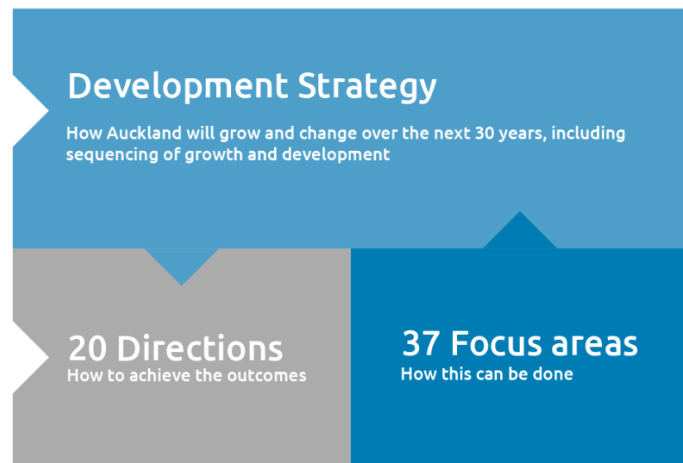 Development Strategy
How Auckland will grow and change over the next 30 years, including
sequencing of growth and development
20 Directions
How to achieve the outcomes
37 Focus areas
How this can be done